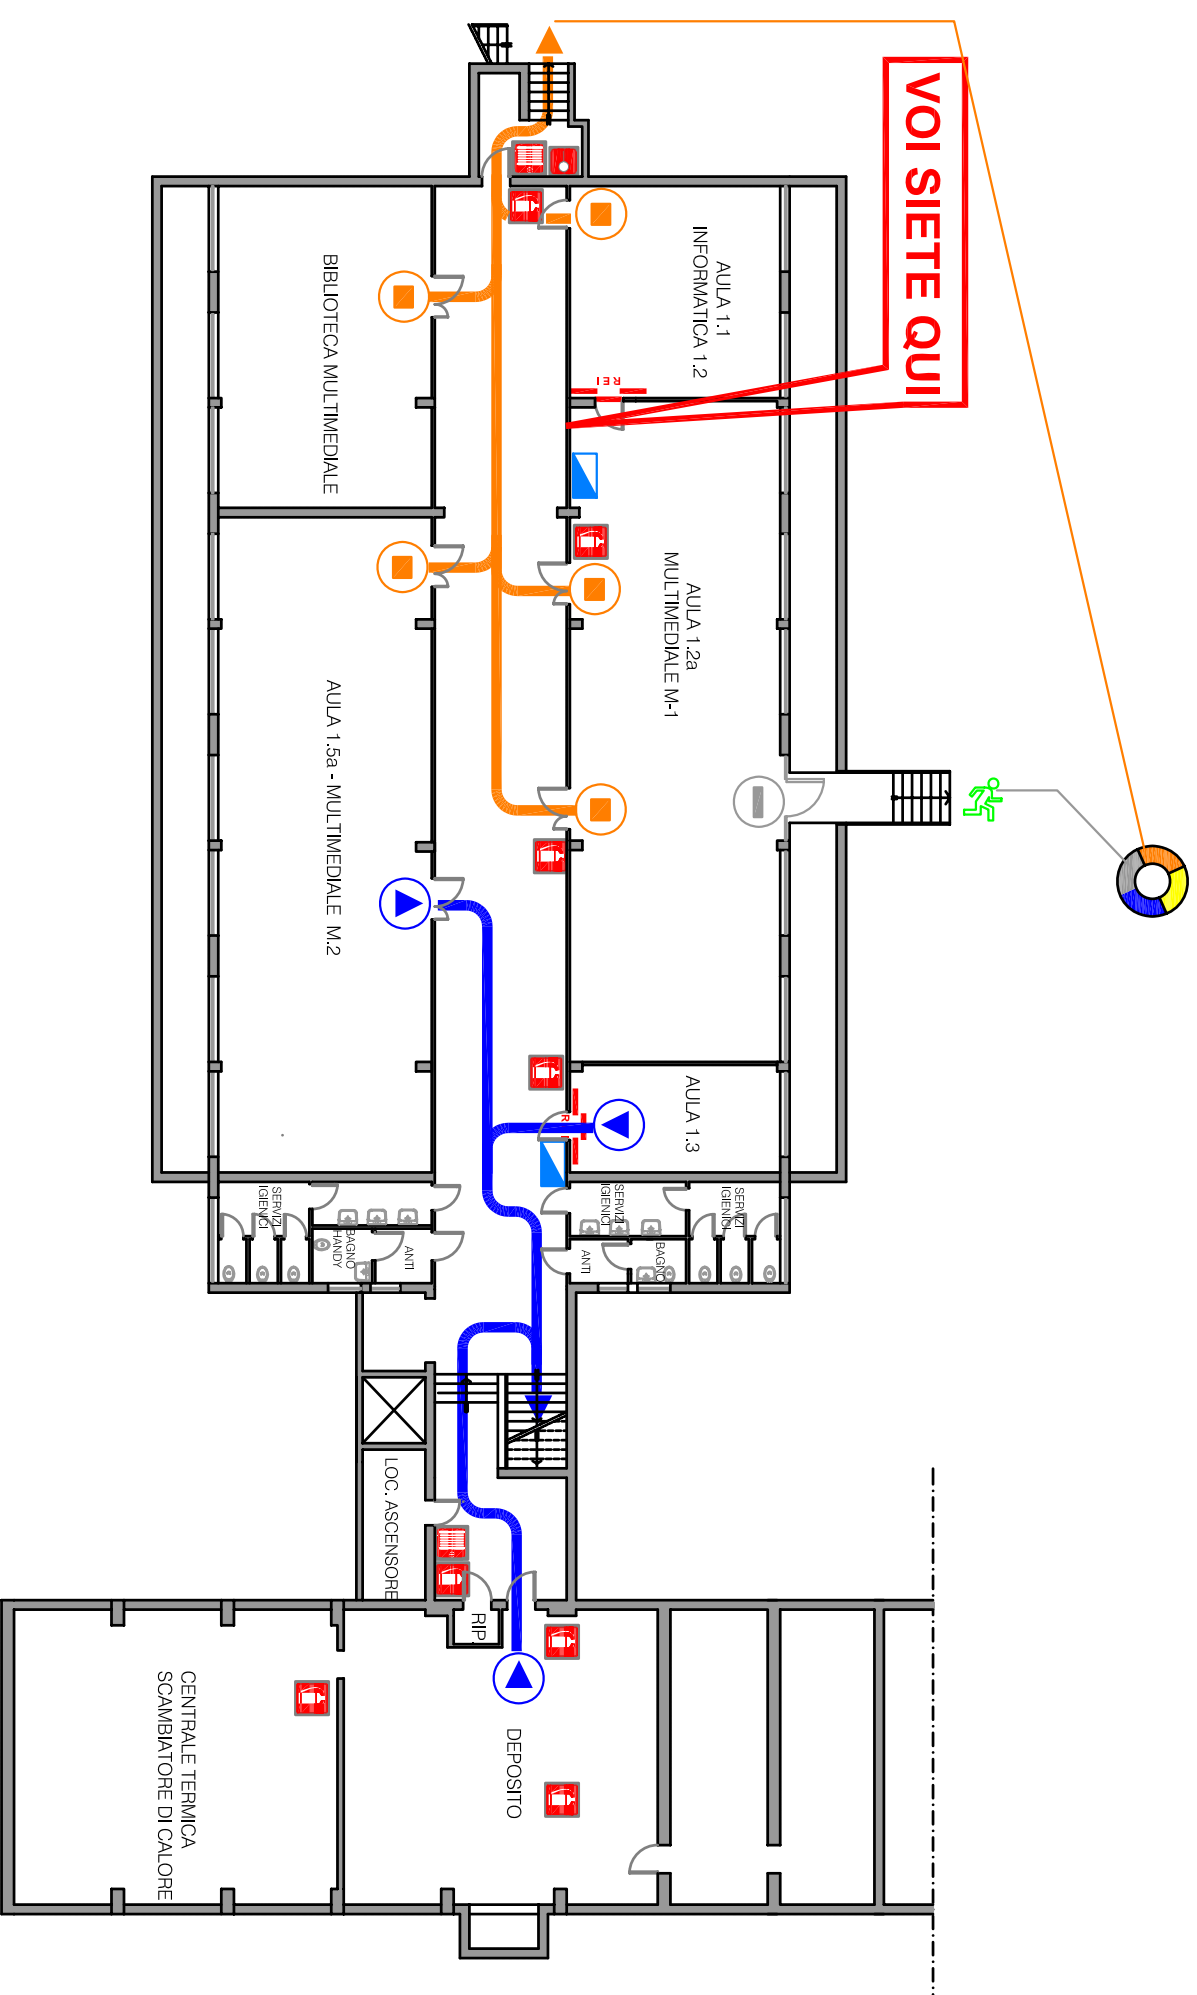 VOI SIETE QUI
AULA 1.1
INFORMATICA 1.2
BIBLIOTECA MULTIMEDIALE
REI
AULA 1.2a
MULTIMEDIALE M-1
AULA 1.5a - MULTIMEDIALE M.2
AULA 1.3
R
SERVIZI
IGIENICI
SERVIZI
IGIENICI
SERVIZI
IGIENICI
BAGNO
HANDY
ANTI
ANTI
BAGNO
LOC. ASCENSORE
RIP.
DEPOSITO
CENTRALE TERMICA
SCAMBIATORE DI CALORE